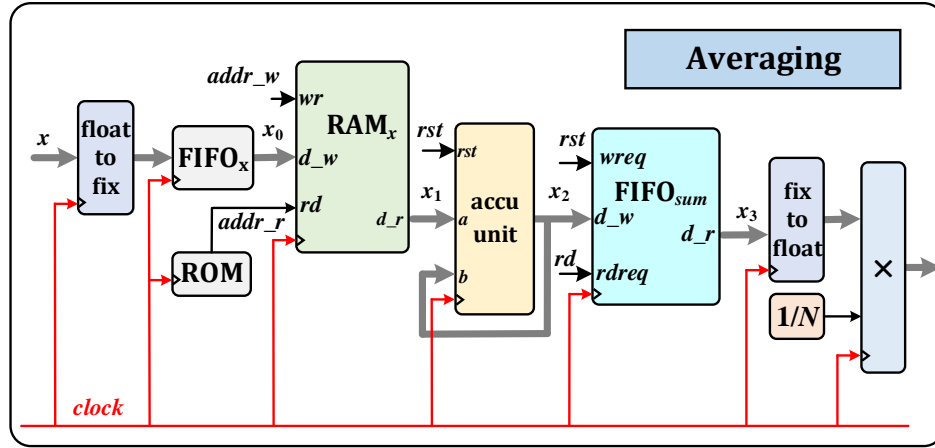 Averaging
x
float
to
fix
FIFOₓ
x₀
addr_w
wr
RAMₓ
d_w
rd
d_r
addr_r
ROM
rst
rst
x₁
a
accu
unit
b
x₂
rst
wreq
FIFOsum
d_w
d_r
rd
rdreq
x₃
fix
to
float
1/N
×
clock